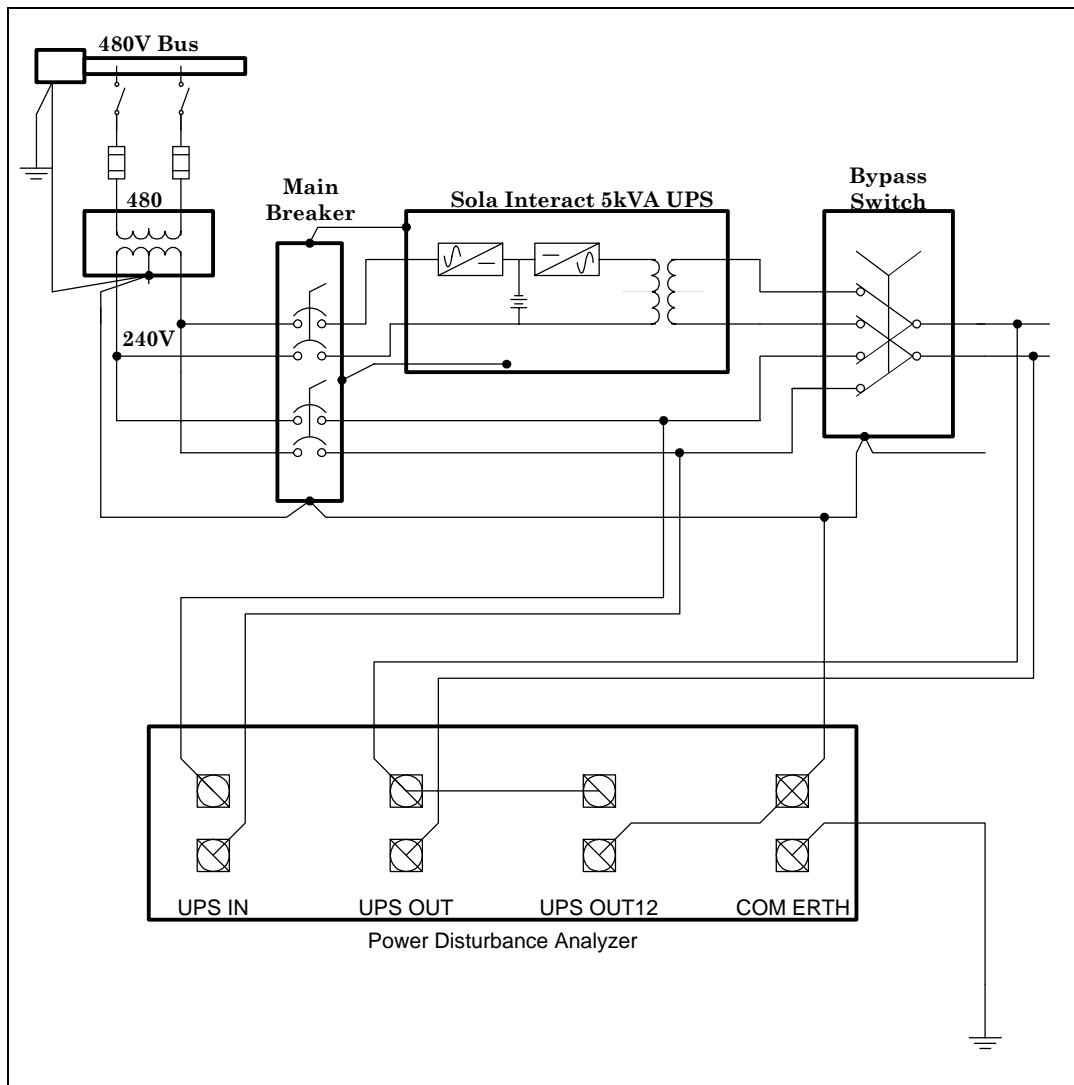 480V Bus
480
Main
Breaker
Sola Interact 5kVA UPS
Bypass
Switch
240V
UPS IN
UPS OUT
UPS OUT12
COM ERTH
Power Disturbance Analyzer